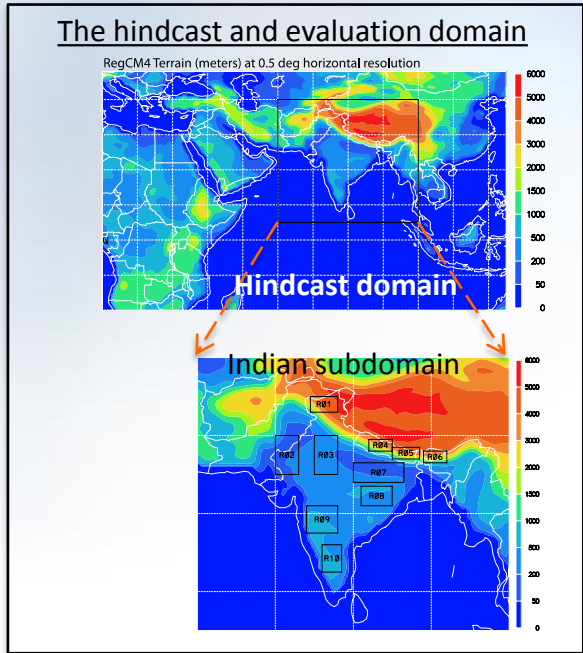 The hindcast and evaluation domain
RegCM4 Terrain (meters) at 0.5 deg horizontal resolution
6000
5000
4000
3000
2000
1500
1000
500
200
50
0
Hindcast domain
Indian subdomain
6000
5000
4000
3000
2000
1500
1000
500
200
50
0
R01
R02
R03
R04
R05
R06
R07
R08
R09
R10